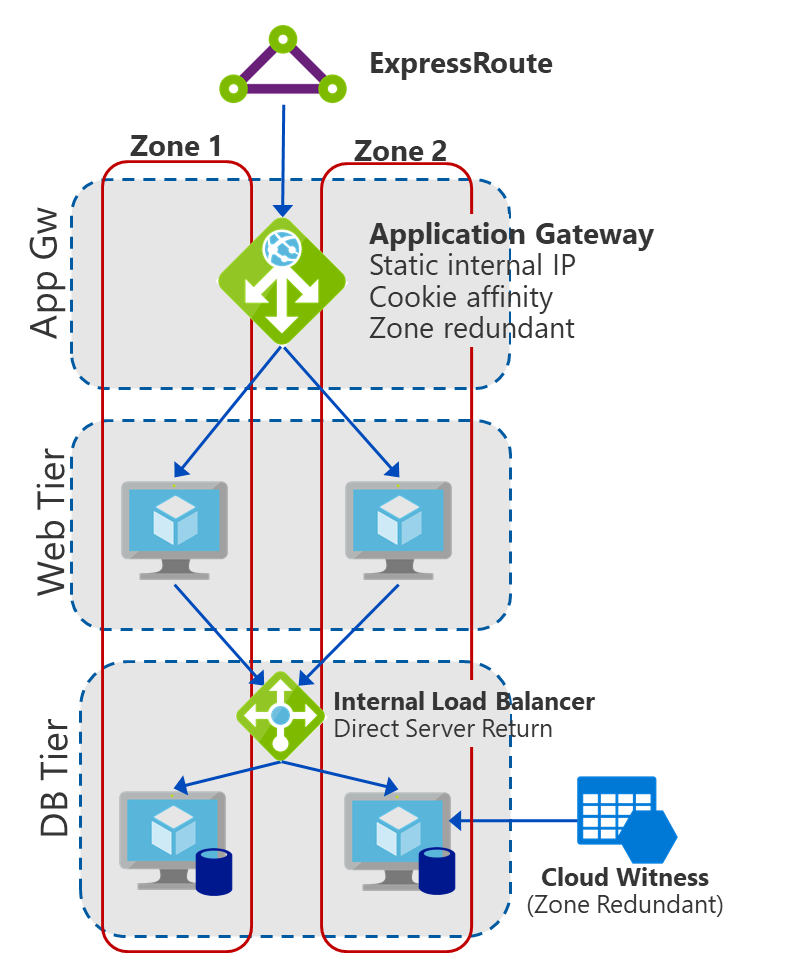 ExpressRoute
Zone 1
Zone 2
App Gw
Application Gateway
Static internal IP
Cookie affinity
Zone redundant
Web Tier
DB Tier
Internal Load Balancer
Direct Server Return
Cloud Witness
(Zone Redundant)